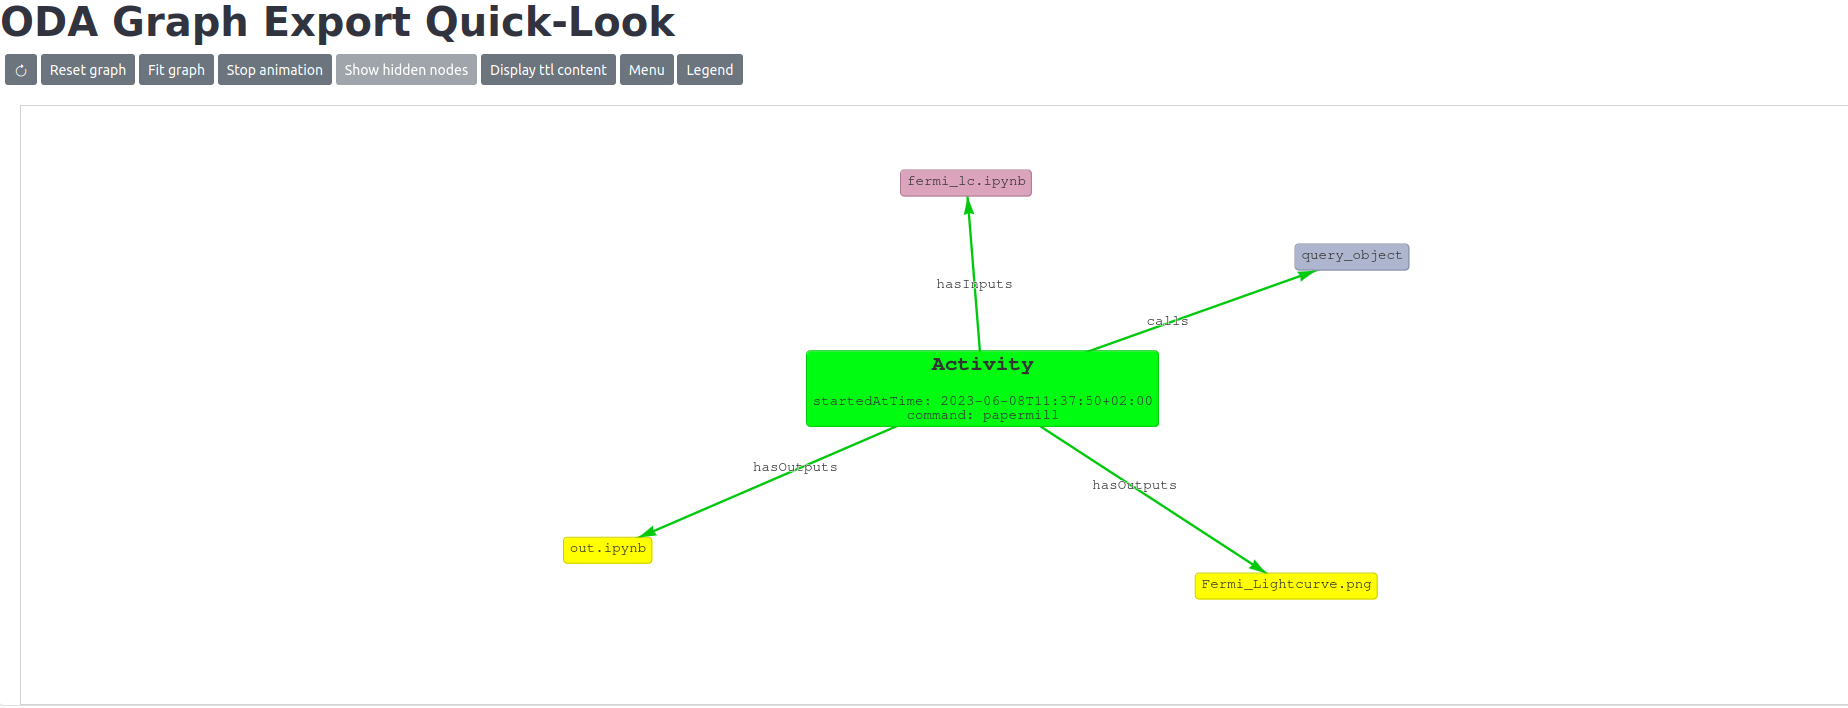 ODA Graph Export Quick-Look
Reset graph
Fit graph
Stop animation
Show hidden nodes
Display ttl content
Menu
Legend
fermi_lc.ipynb
query_object
hasInputs
calls
Activity
startedAtTime: 2023-06-08T11:37:50+02:00
command: papermill
hasOutputs
hasOutputs
out.ipynb
Fermi_Lightcurve.png